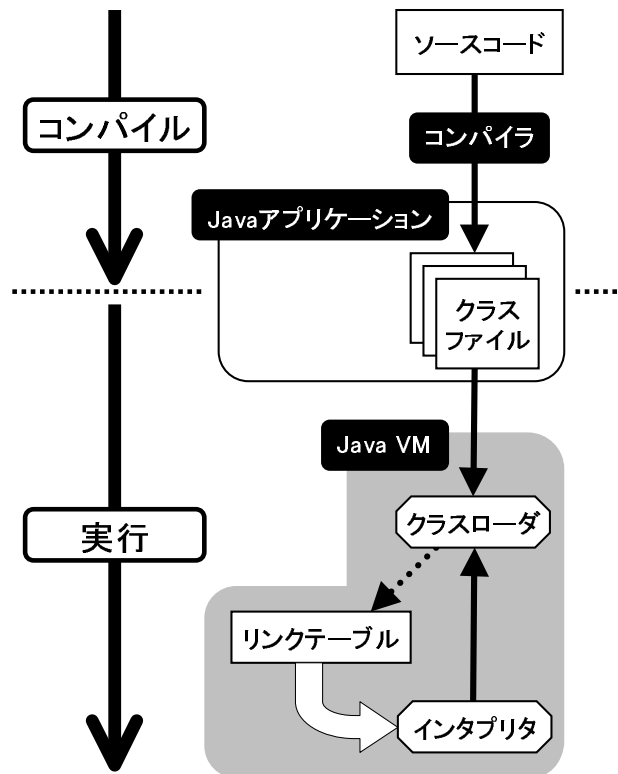 ソースコード
コンパイル
コンパイラ
Javaアプリケーション
クラス
ファイル
Java VM
クラスローダ
実行
リンクテーブル
インタプリタ